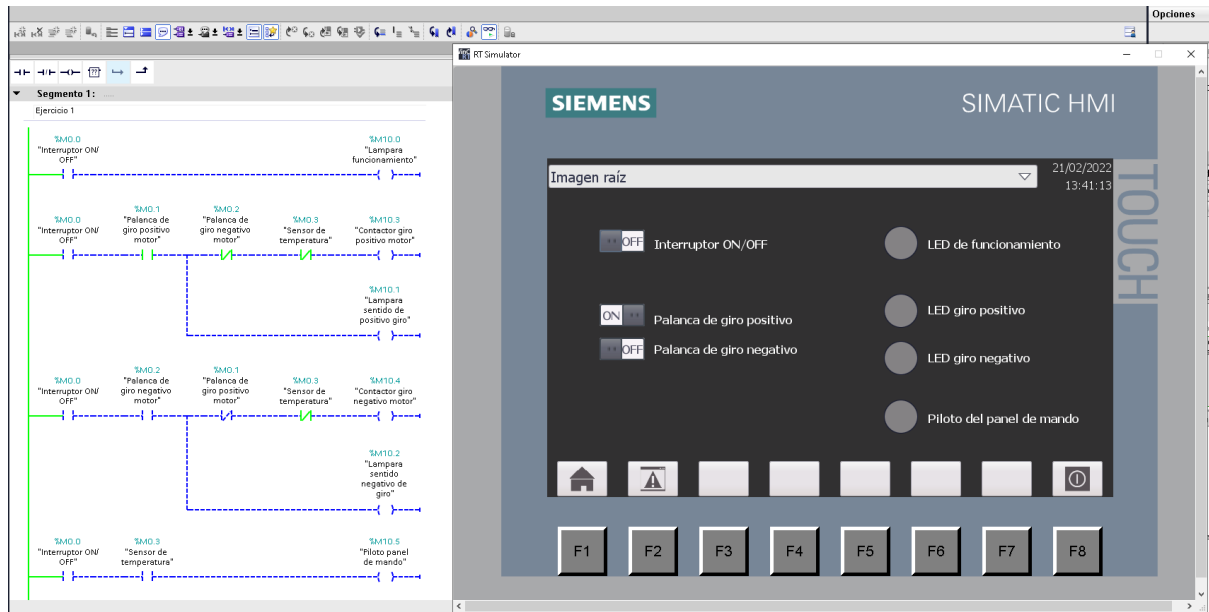 Opciones
RT Simulator
Segmento 1: ....
Ejercicio 1
%M0.0
"Interruptor ON/
OFF"
%M10.0
"Lampara
funcionamiento"
%M0.0
"Interruptor ON/
OFF"
%M0.1
"Palanca de
giro positivo
motor"
%M0.2
"Palanca de
giro negativo
motor"
%M0.3
"Sensor de
temperatura"
%M10.3
"Contactor giro
positivo motor"
%M10.1
"Lampara
sentido de
positivo giro"
%M0.0
"Interruptor ON/
OFF"
%M0.2
"Palanca de
giro negativo
motor"
%M0.1
"Palanca de
giro positivo
motor"
%M0.3
"Sensor de
temperatura"
%M10.4
"Contactor giro
negativo motor"
%M10.2
"Lampara
sentido
negativo de
giro"
%M0.0
"Interruptor ON/
OFF"
%M0.3
"Sensor de
temperatura"
%M10.5
"Piloto panel
de mando"
SIEMENS
SIMATIC HMI
TOUCH
Imagen raíz
21/02/2022
13:41:13
OFF Interruptor ON/OFF
LED de funcionamiento
ON Palanca de giro positivo
LED giro positivo
OFF Palanca de giro negativo
LED giro negativo
Piloto del panel de mando
F1 F2 F3 F4 F5 F6 F7 F8